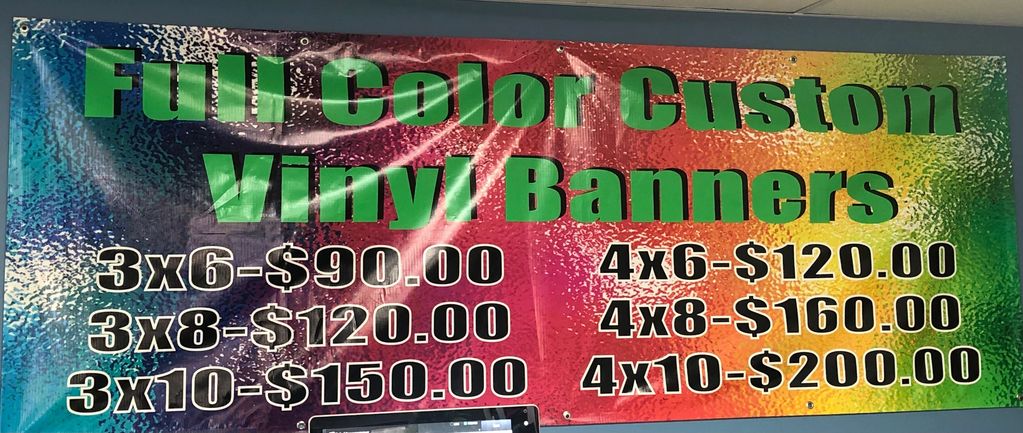 Full Color Custom
Vinyl Banners
3x6-$90.00
3x8-$120.00
3x10-$150.00
4x6-$120.00
4x8-$160.00
4x10-$200.00